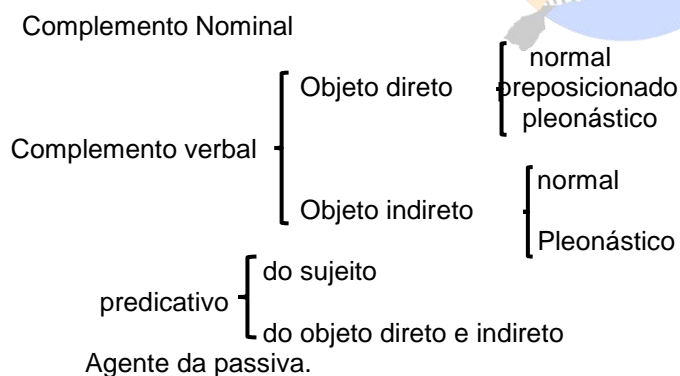 Complemento Nominal
normal
Objeto direto preposicionado
pleonástico
Complemento verbal
normal
Objeto indireto
Pleonástico
do sujeito
predicativo
do objeto direto e indireto
Agente da passiva.